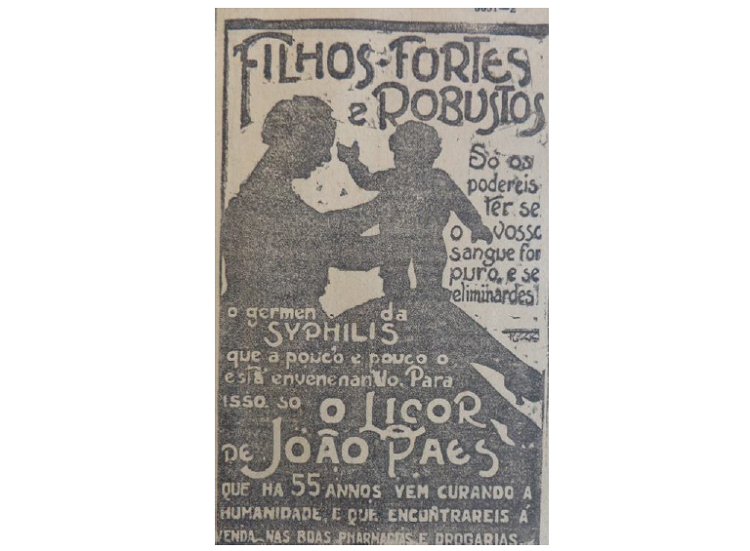 FILHOS-FORTES
e ROBUSTOS
Só os
podereis
ter se
o vosso
sangue for
puro, e se
eliminardes
o germen da
SYPHILIS
que a pouco e pouco o
está envenenando. Para
isso só O LICOR
DE JOÃO PAES
QUE HA 55 ANNOS VEM CURANDO A
HUMANIDADE, E QUE ENCONTRAREIS Á
VENDA NAS BOAS PHARMACIAS E DROGARIAS